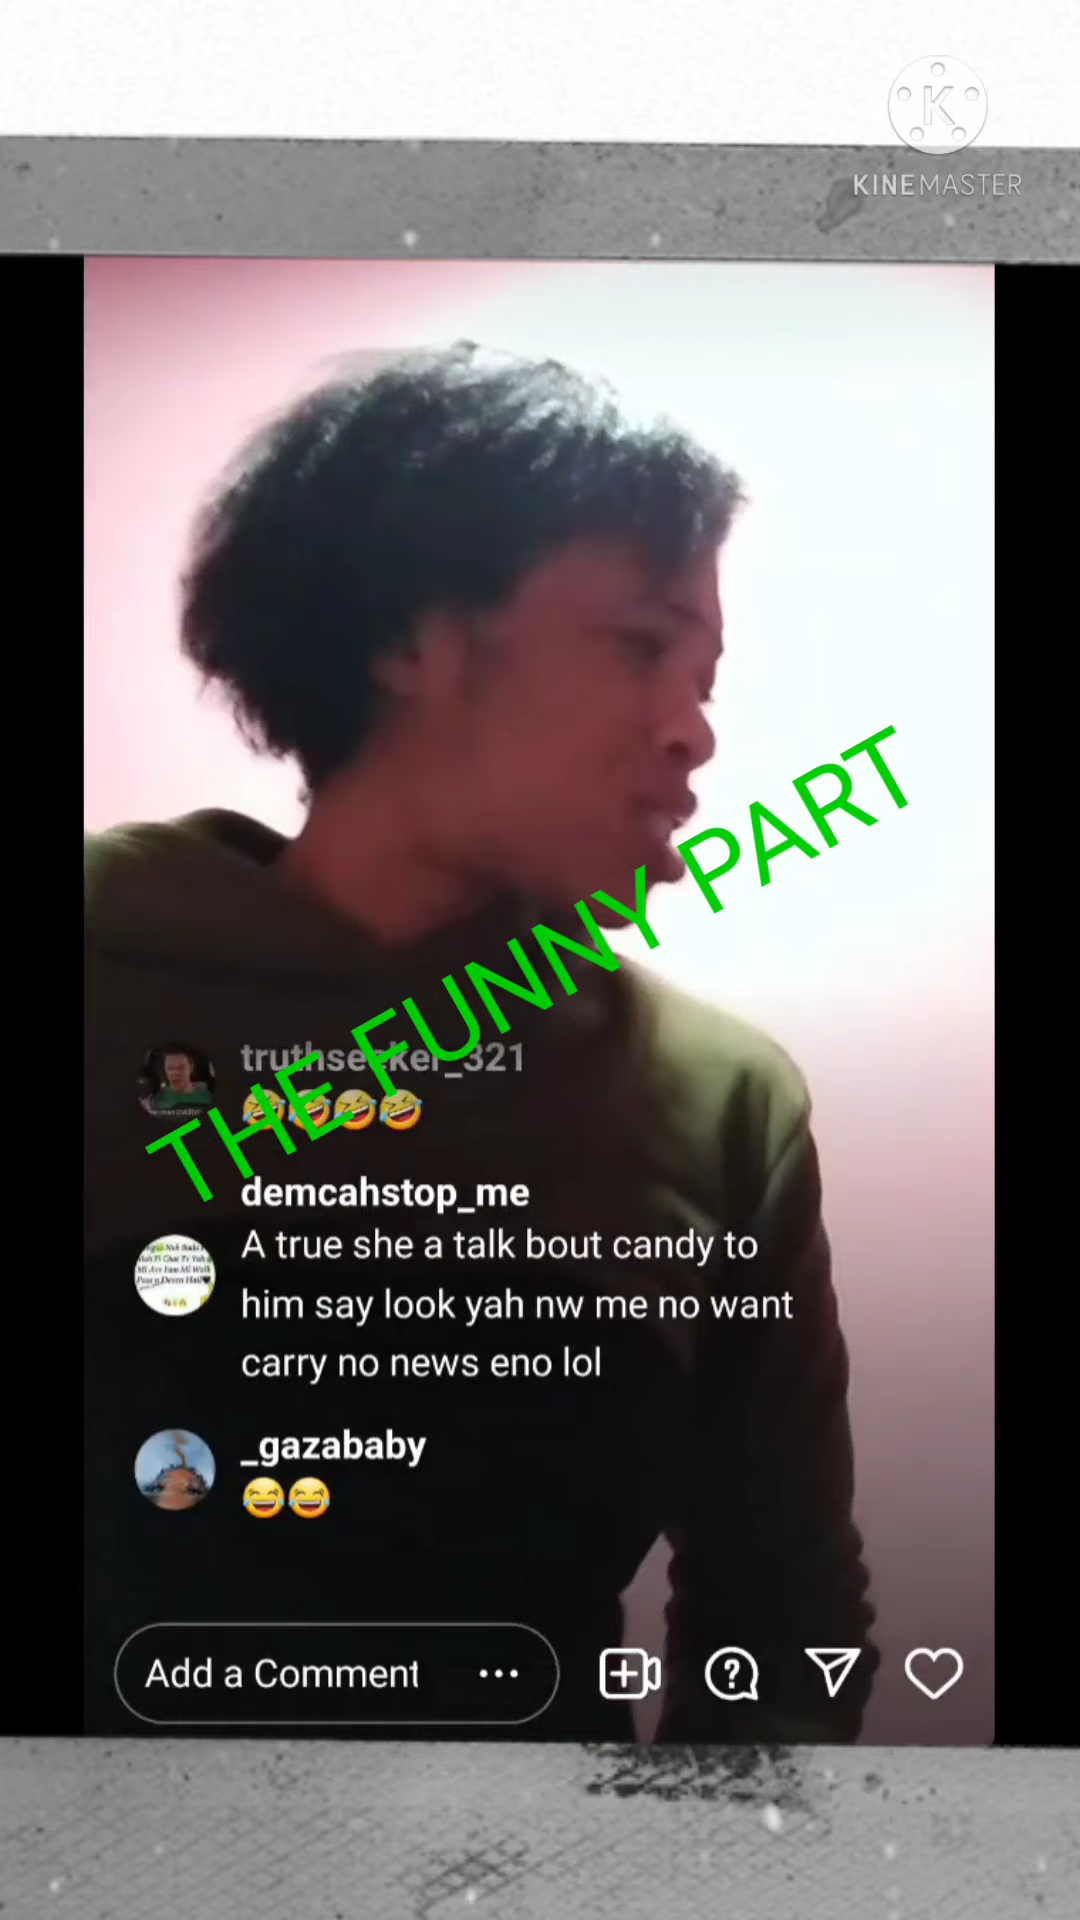 KINEMASTER
THE FUNNY PART
truthseeker_321
🤣🤣🤣🤣
demcahstop_me
A true she a talk bout candy to
him say look yah nw me no want
carry no news eno lol
_gazababy
😂😂
Add a Comment